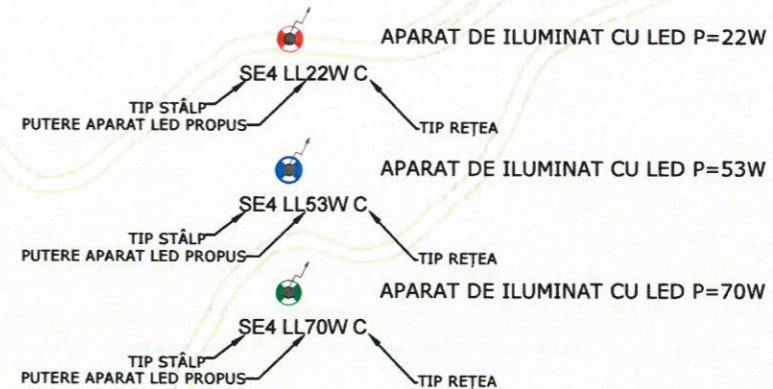 APARAT DE ILUMINAT CU LED P=22W
SE4 LL22W C
TIP STÂLP
PUTERE APARAT LED PROPUS
TIP REȚEA
APARAT DE ILUMINAT CU LED P=53W
SE4 LL53W C
TIP STÂLP
PUTERE APARAT LED PROPUS
TIP REȚEA
APARAT DE ILUMINAT CU LED P=70W
SE4 LL70W C
TIP STÂLP
PUTERE APARAT LED PROPUS
TIP REȚEA